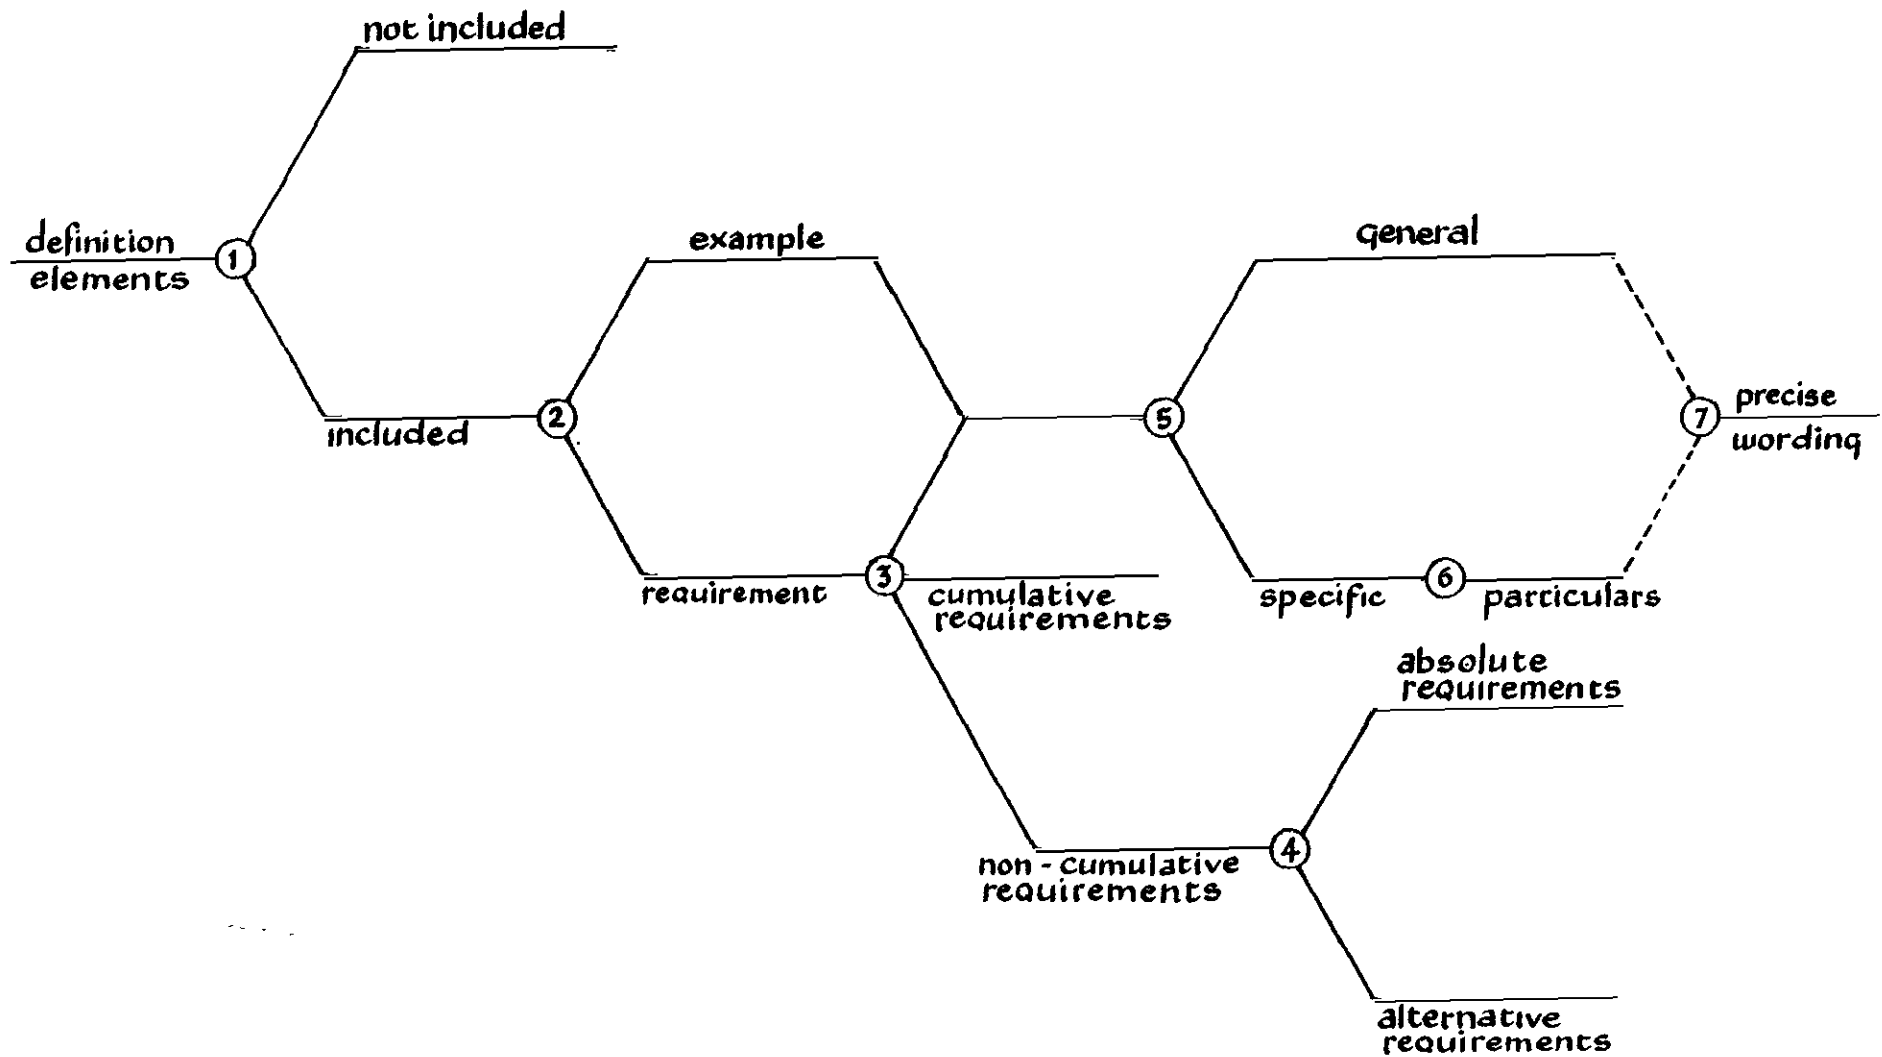 not included
definition
elements
1
included
2
example
requirement
3
cumulative
requirements
non-cumulative
requirements
4
absolute
requirements
alternative
requirements
5
general
specific
6
particulars
7
precise
wording